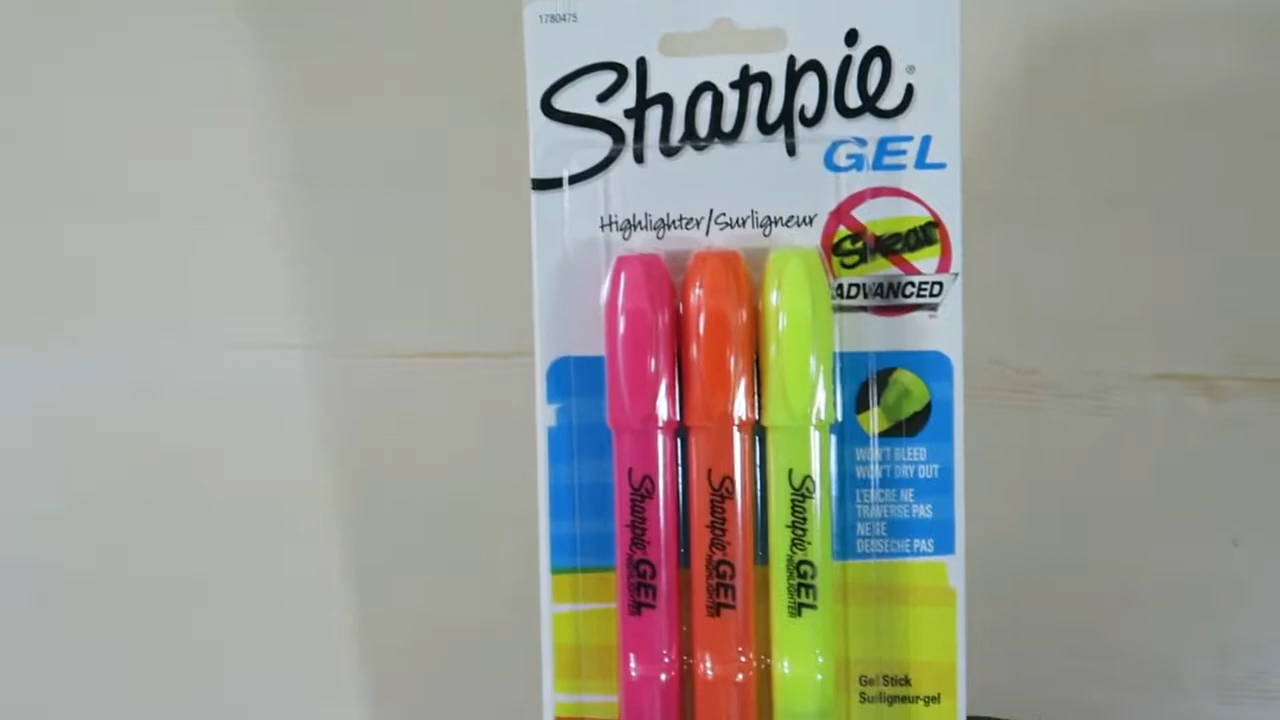 1780475
Sharpie®
GEL
Highlighter/Surligneur
Smear
ADVANCED
WON'T BLEED
WON'T DRY OUT
L'ENCRE NE
TRAVERSE PAS
NE SE
DESSÈCHE PAS
Sharpie GEL
HIGHLIGHTER
Sharpie GEL
HIGHLIGHTER
Sharpie GEL
HIGHLIGHTER
Gel Stick
Surligneur-gel